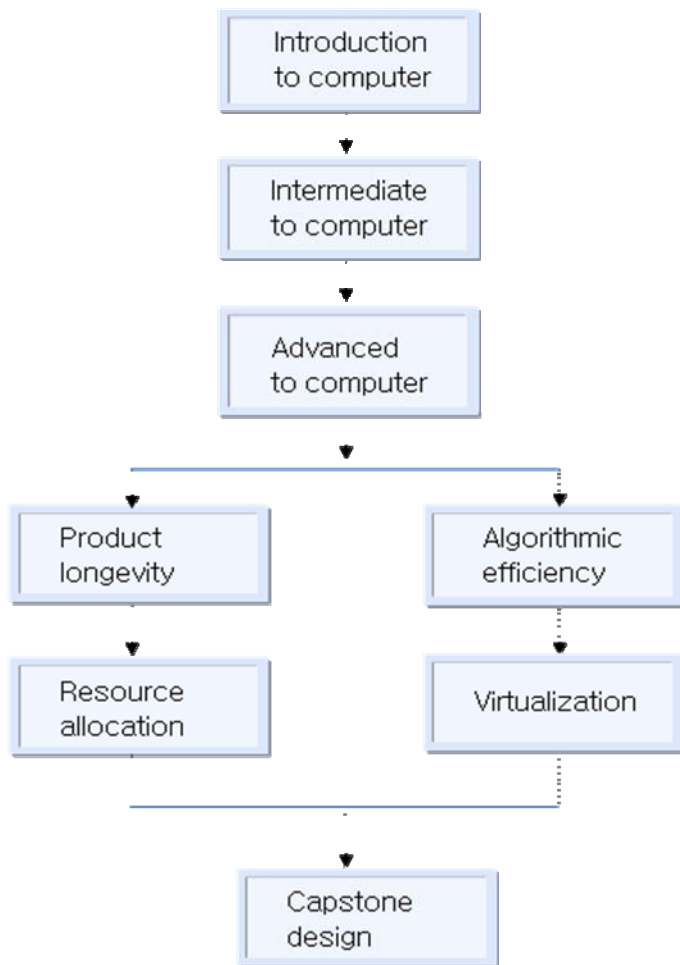 Introduction
to computer
Intermediate
to computer
Advanced
to computer
Product
longevity
Algorithmic
efficiency
Resource
allocation
Virtualization
Capstone
design